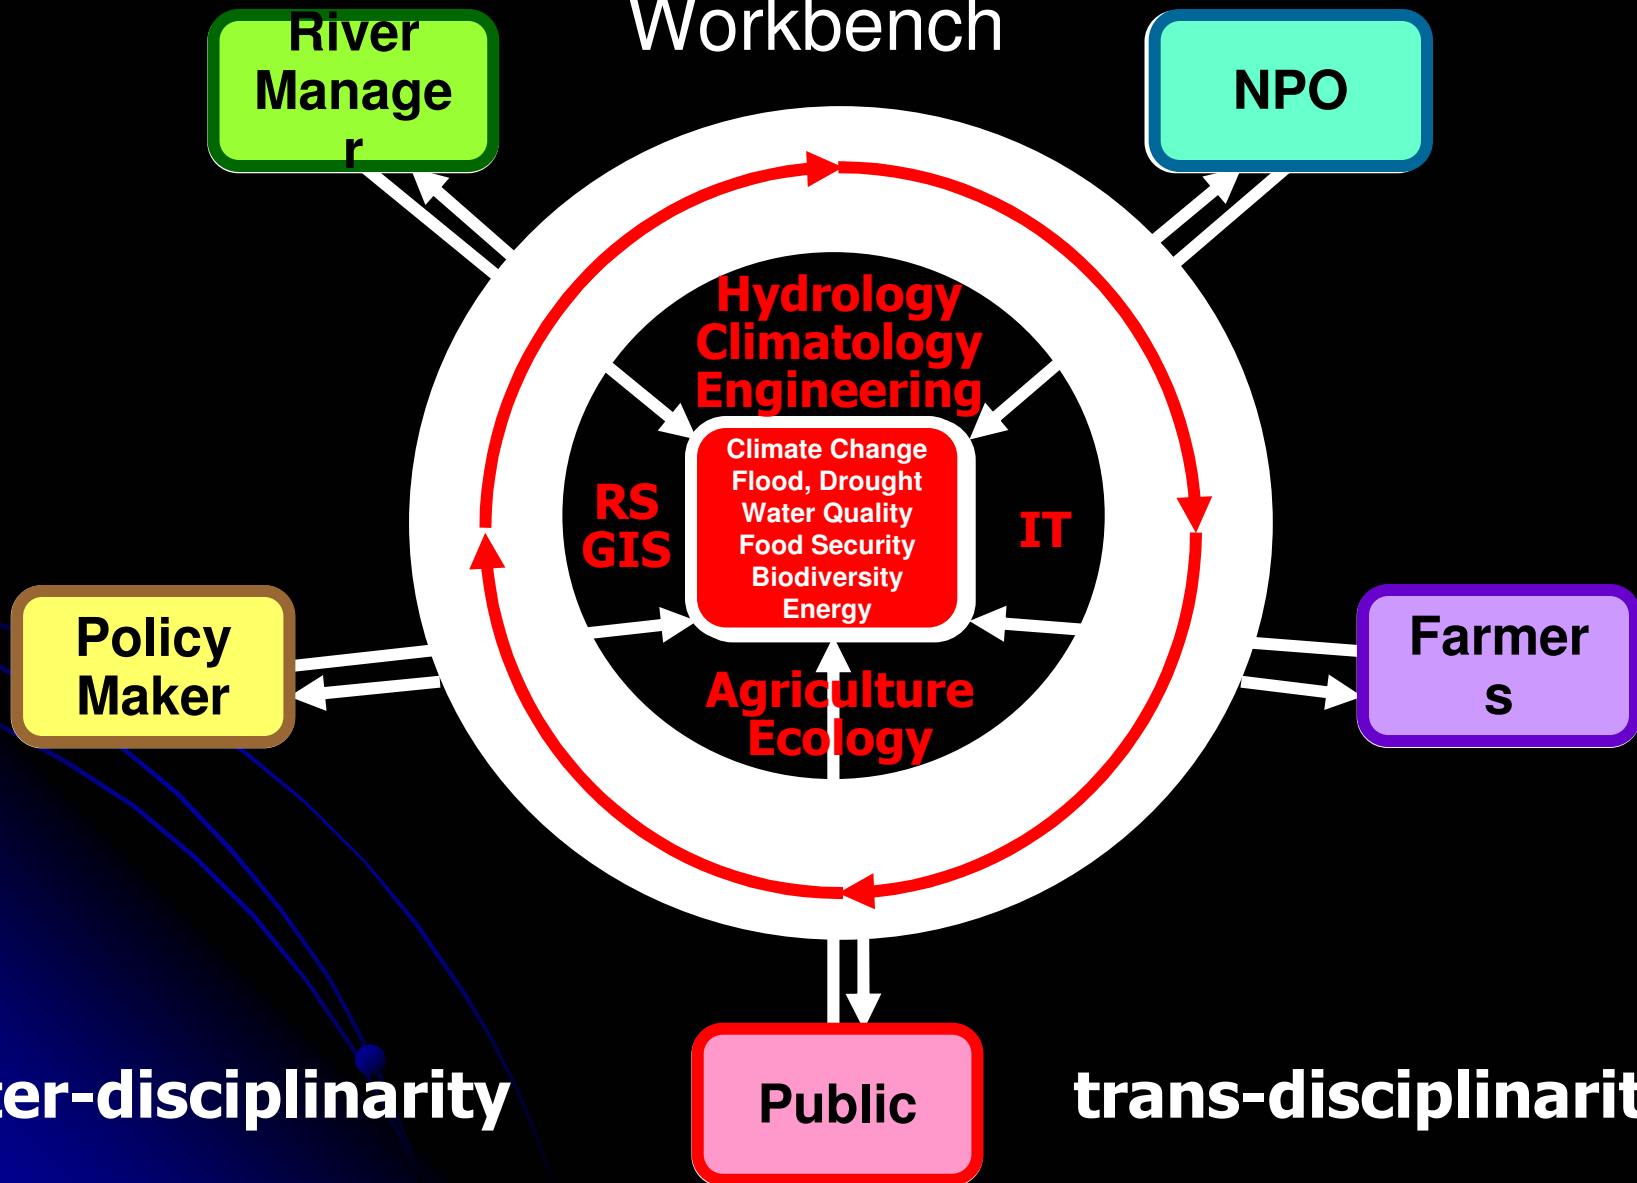 Workbench
River
Manage
r
NPO
Hydrology
Climatology
Engineering
Climate Change
Flood, Drought
Water Quality
Food Security
Biodiversity
Energy
RS
GIS
IT
Policy
Maker
Farmer
s
Agriculture
Ecology
ter-disciplinarity
Public
trans-disciplinarit